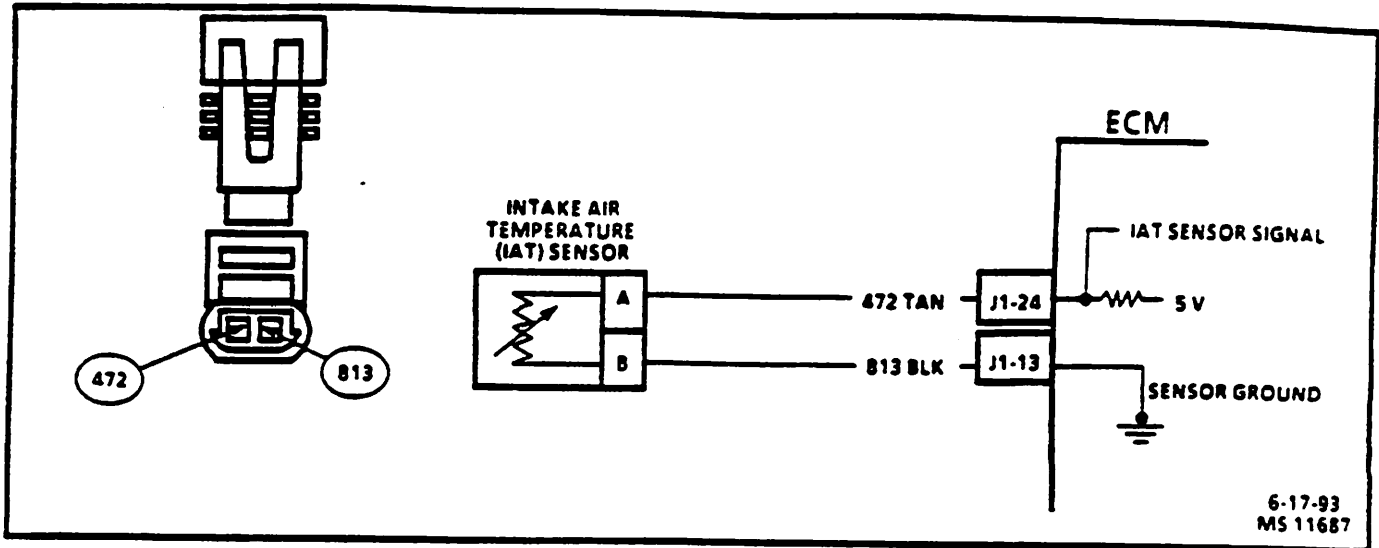 INTAKE AIR
TEMPERATURE
(IAT) SENSOR
A
B
472 TAN
813 BLK
J1-24
J1-13
ECM
IAT SENSOR SIGNAL
5 V
SENSOR GROUND
472
813
6-17-93
MS 11687